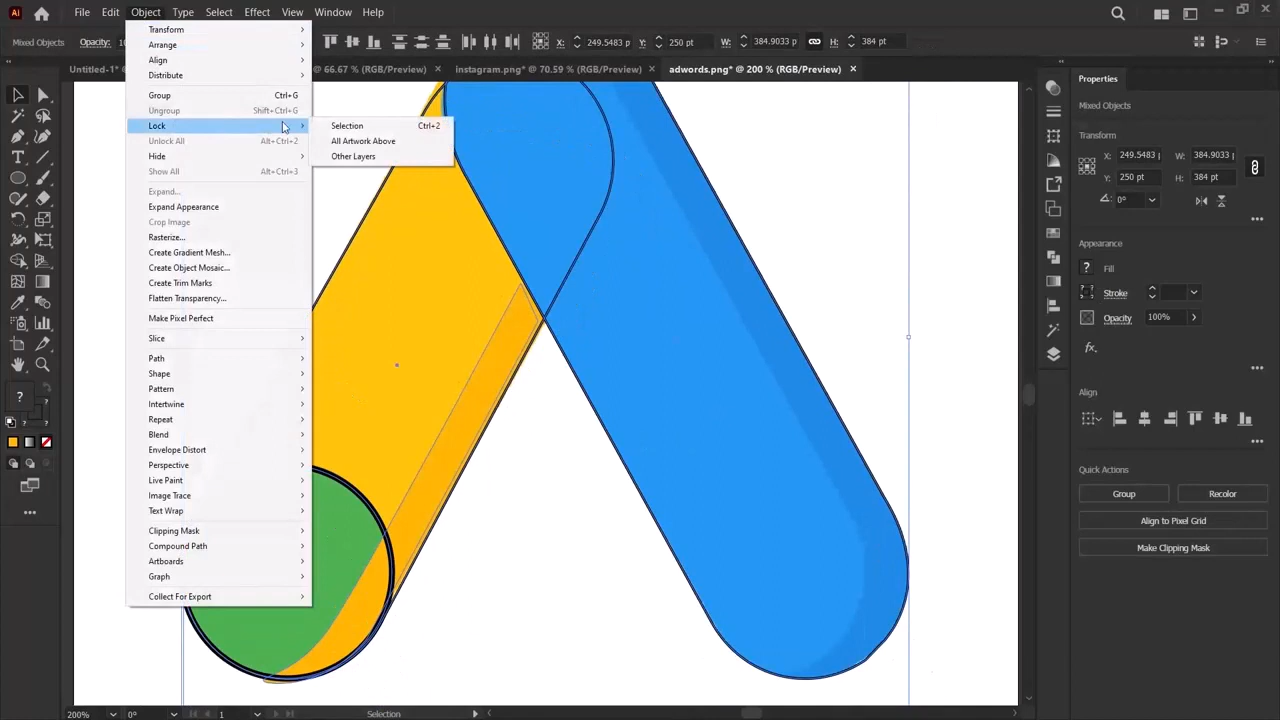 Ai File Edit Object Type Select Effect View Window Help
Mixed Objects Opacity: X: 249.5483 p Y: 250 pt W: 384.9033 p H: 384 pt
Untitled-1* @ 66.67 % (RGB/Preview) × instagram.png* @ 70.59 % (RGB/Preview) × adwords.png* @ 200 % (RGB/Preview) ×
Transform
Arrange
Align
Distribute
Group Ctrl+G
Ungroup Shift+Ctrl+G
Lock
Unlock All Alt+Ctrl+2
Hide
Show All Alt+Ctrl+3
Expand...
Expand Appearance
Crop Image
Rasterize...
Create Gradient Mesh...
Create Object Mosaic...
Create Trim Marks
Flatten Transparency...
Make Pixel Perfect
Slice
Path
Shape
Pattern
Intertwine
Repeat
Blend
Envelope Distort
Perspective
Live Paint
Image Trace
Text Wrap
Clipping Mask
Compound Path
Artboards
Graph
Collect For Export
Selection Ctrl+2
All Artwork Above
Other Layers
Properties
Mixed Objects
Transform
X: 249.5483 p W: 384.9033 p
Y: 250 pt H: 384 pt
0°
Appearance
? Fill
Stroke
Opacity 100%
fx.
Align
Quick Actions
Group Recolor
Align to Pixel Grid
Make Clipping Mask
200% 0° 1 Selection